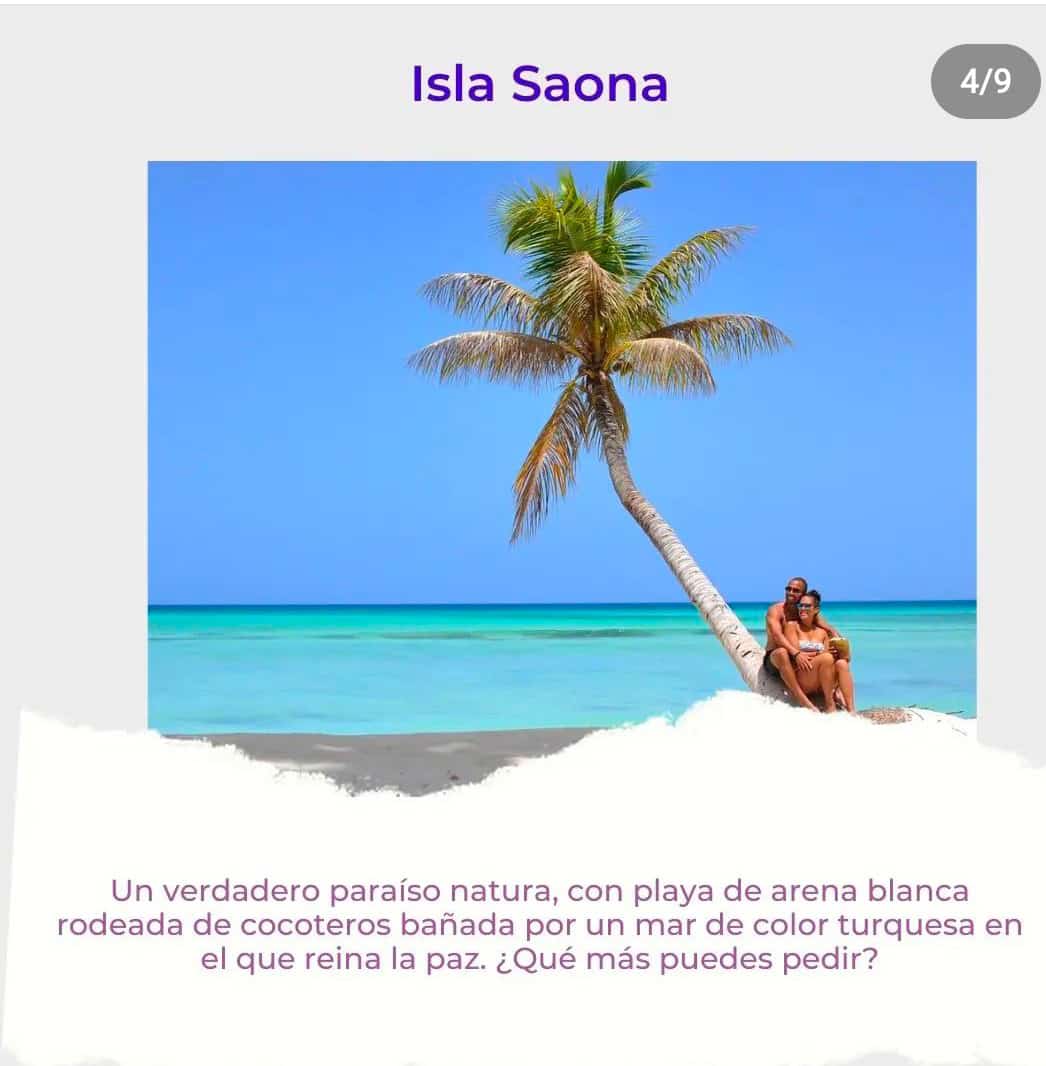 Isla Saona
4/9
Un verdadero paraíso natura, con playa de arena blanca
rodeada de cocoteros bañada por un mar de color turquesa en
el que reina la paz. ¿Qué más puedes pedir?